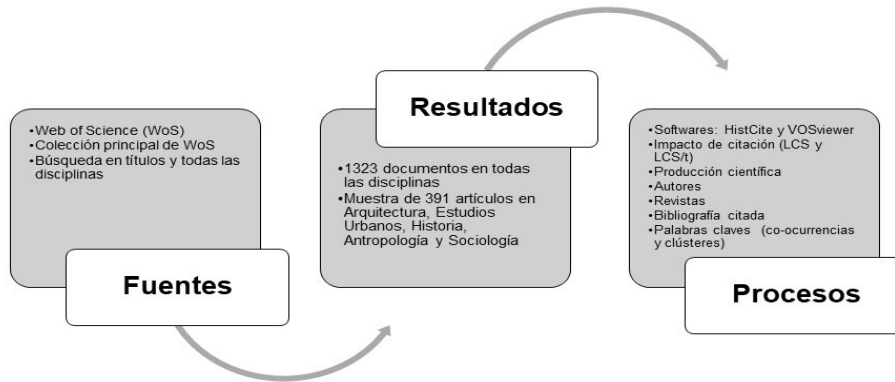 •Web of Science (WoS)
•Colección principal de WoS
•Búsqueda en títulos y todas las
disciplinas
Fuentes
Resultados
•1323 documentos en todas
las disciplinas
•Muestra de 391 artículos en
Arquitectura, Estudios
Urbanos, Historia,
Antropología y Sociología
•Softwares: HistCite y VOSviewer
•Impacto de citación (LCS y
LCS/t)
•Producción científica
•Autores
•Revistas
•Bibliografía citada
•Palabras claves (co-ocurrencias
y clústeres)
Procesos